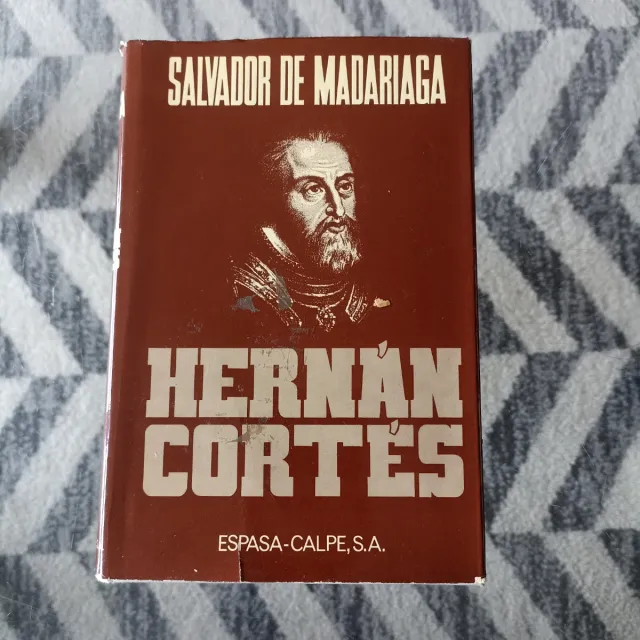 SALVADOR DE MADARIAGA
HERNÁN
CORTÉS
ESPASA-CALPE, S.A.